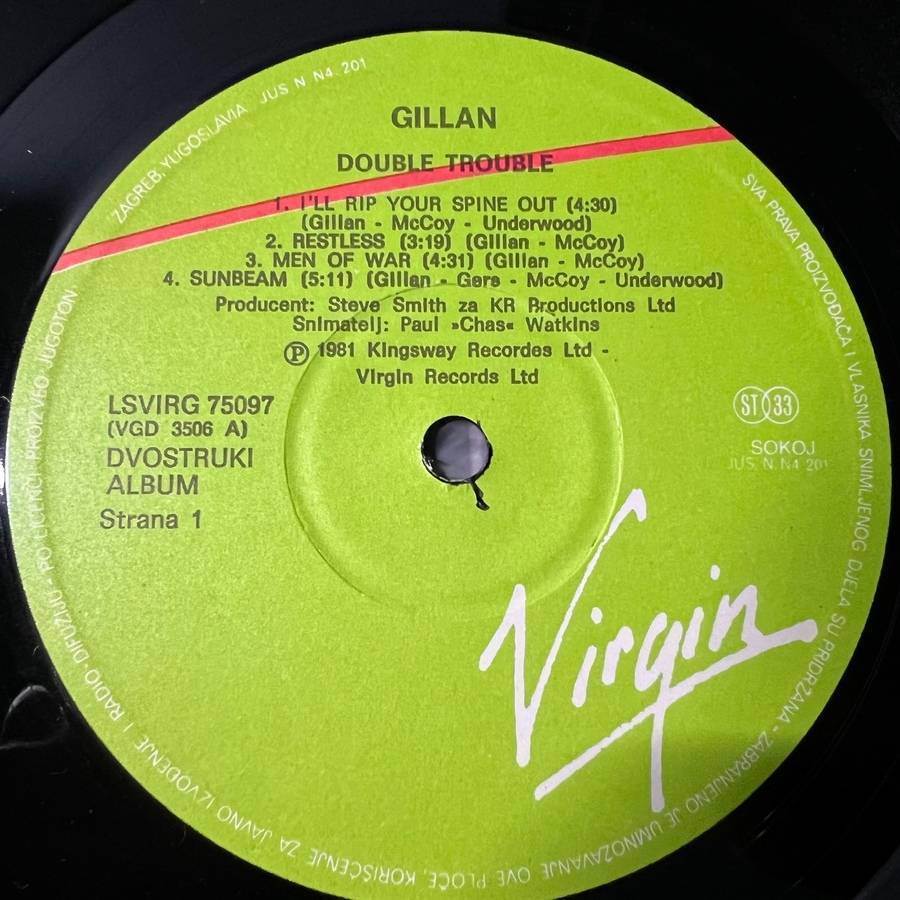 GILLAN
DOUBLE TROUBLE
1. I'LL RIP YOUR SPINE OUT (4:30)
(Gillan - McCoy - Underwood)
2. RESTLESS (3:19) (Gillan - McCoy)
3. MEN OF WAR (4:31) (Gillan - McCoy)
4. SUNBEAM (5:11) (Gillan - Gers - McCoy - Underwood)
Producent: Steve Smith za KR Productions Ltd
Snimatelj: Paul »Chas« Watkins
Ⓟ 1981 Kingsway Recordes Ltd -
Virgin Records Ltd
LSVIRG 75097
(VGD 3506 A)
DVOSTRUKI
ALBUM
Strana 1
ST 33
SOKOJ
JUS. N. N4 201
Virgin
SVA PRAVA PROIZVOĐAČA I VLASNIKA SNIMLJENOG DJELA SU PRIDRŽANA - ZABRANJENO JE UMNOŽAVANJE OVE PLOČE, KORIŠĆENJE ZA JAVNO IZVOĐENJE I RADIO-DIFUZIJU - PO LICENCI PROIZVEO JUGOTON ZAGREB, YUGOSLAVIA JUS N N4 201